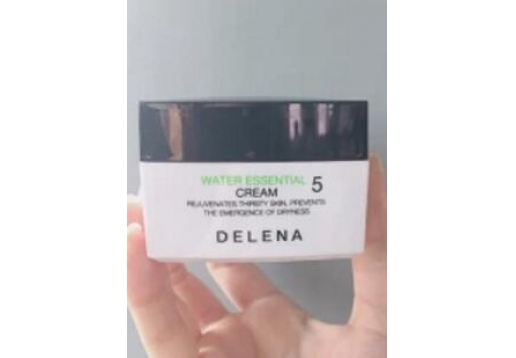 WATER ESSENTIAL 5
CREAM
REJUVENATES THIRSTY SKIN, PREVENTS
THE EMERGENCE OF DRYNESS
DELENA